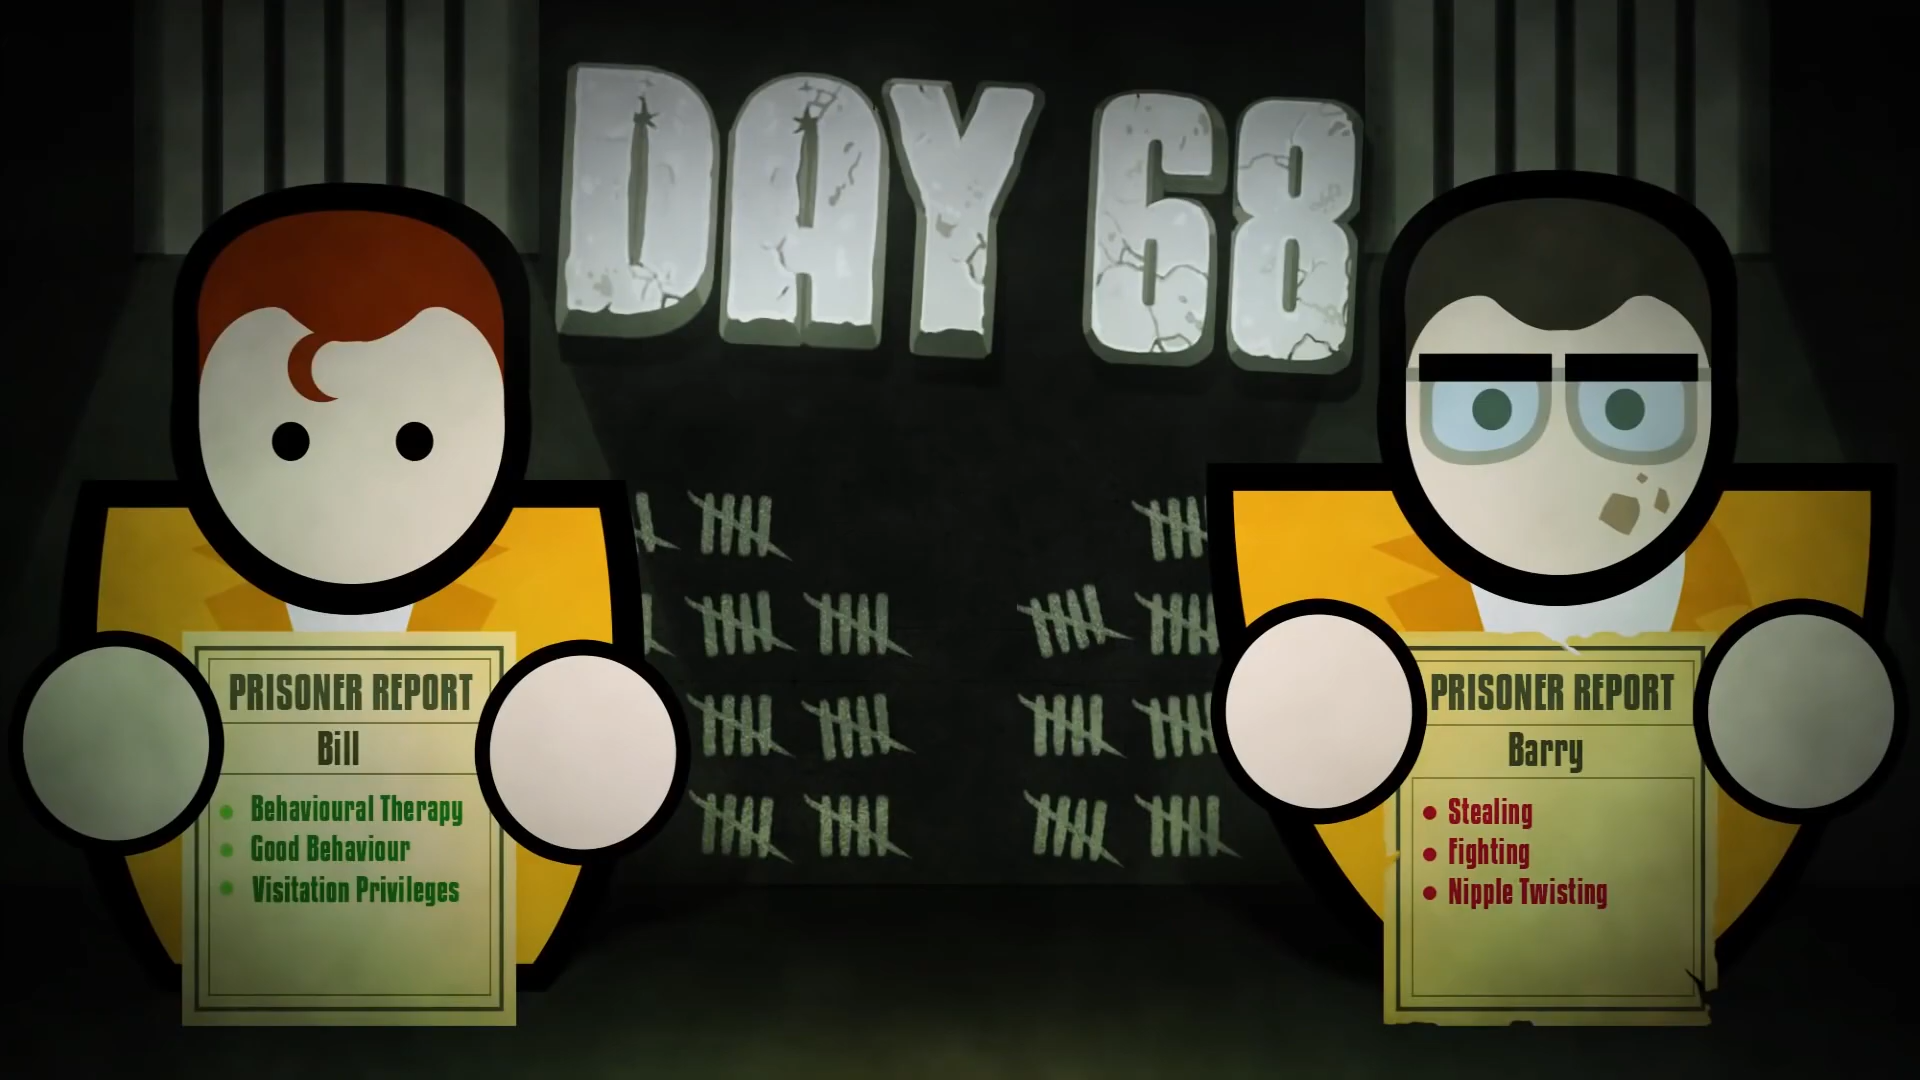 DAY 68
PRISONER REPORT
Bill
Behavioural Therapy
Good Behaviour
Visitation Privileges
PRISONER REPORT
Barry
Stealing
Fighting
Nipple Twisting